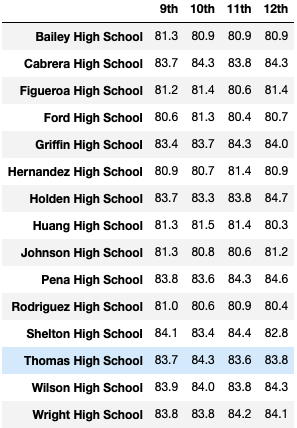 9th 10th 11th 12th
Bailey High School 81.3 80.9 80.9 80.9
Cabrera High School 83.7 84.3 83.8 84.3
Figueroa High School 81.2 81.4 80.6 81.4
Ford High School 80.6 81.3 80.4 80.7
Griffin High School 83.4 83.7 84.3 84.0
Hernandez High School 80.9 80.7 81.4 80.9
Holden High School 83.7 83.3 83.8 84.7
Huang High School 81.3 81.5 81.4 80.3
Johnson High School 81.3 80.8 80.6 81.2
Pena High School 83.8 83.6 84.3 84.6
Rodriguez High School 81.0 80.6 80.9 80.4
Shelton High School 84.1 83.4 84.4 82.8
Thomas High School 83.7 84.3 83.6 83.8
Wilson High School 83.9 84.0 83.8 84.3
Wright High School 83.8 83.8 84.2 84.1